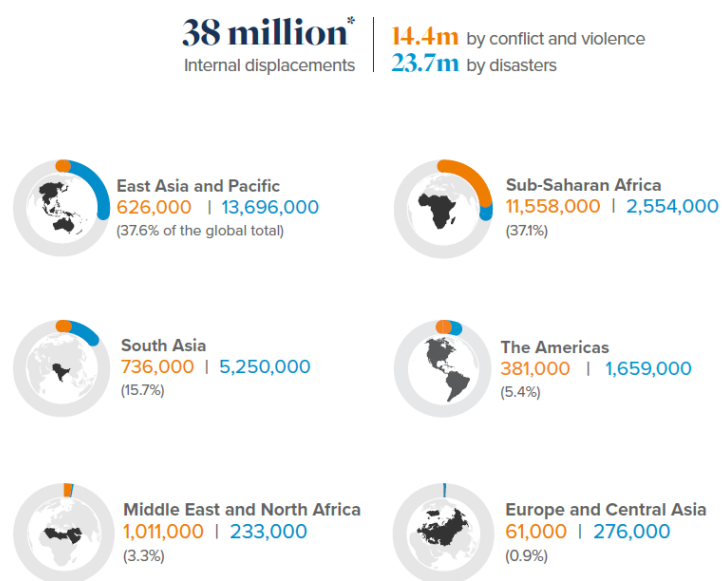 38 million*
Internal displacements
14.4m by conflict and violence
23.7m by disasters
East Asia and Pacific
626,000 | 13,696,000
(37.6% of the global total)
Sub-Saharan Africa
11,558,000 | 2,554,000
(37.1%)
South Asia
736,000 | 5,250,000
(15.7%)
The Americas
381,000 | 1,659,000
(5.4%)
Middle East and North Africa
1,011,000 | 233,000
(3.3%)
Europe and Central Asia
61,000 | 276,000
(0.9%)